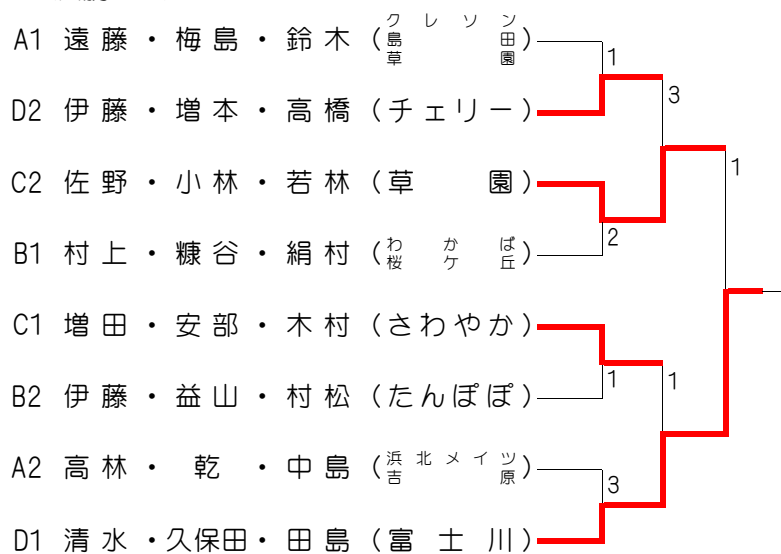 A1 遠藤・梅島・鈴木(クレソン 島田 草園)
1
D2 伊藤・増本・高橋(チェリー)
3
C2 佐野・小林・若林(草園)
1
2
B1 村上・糠谷・絹村(わかば 桜ケ丘)
C1 増田・安部・木村(さわやか)
1
1
B2 伊藤・益山・村松(たんぽぽ)
A2 高林・乾・中島(浜北メイツ 吉原)
3
D1 清水・久保田・田島(富士川)